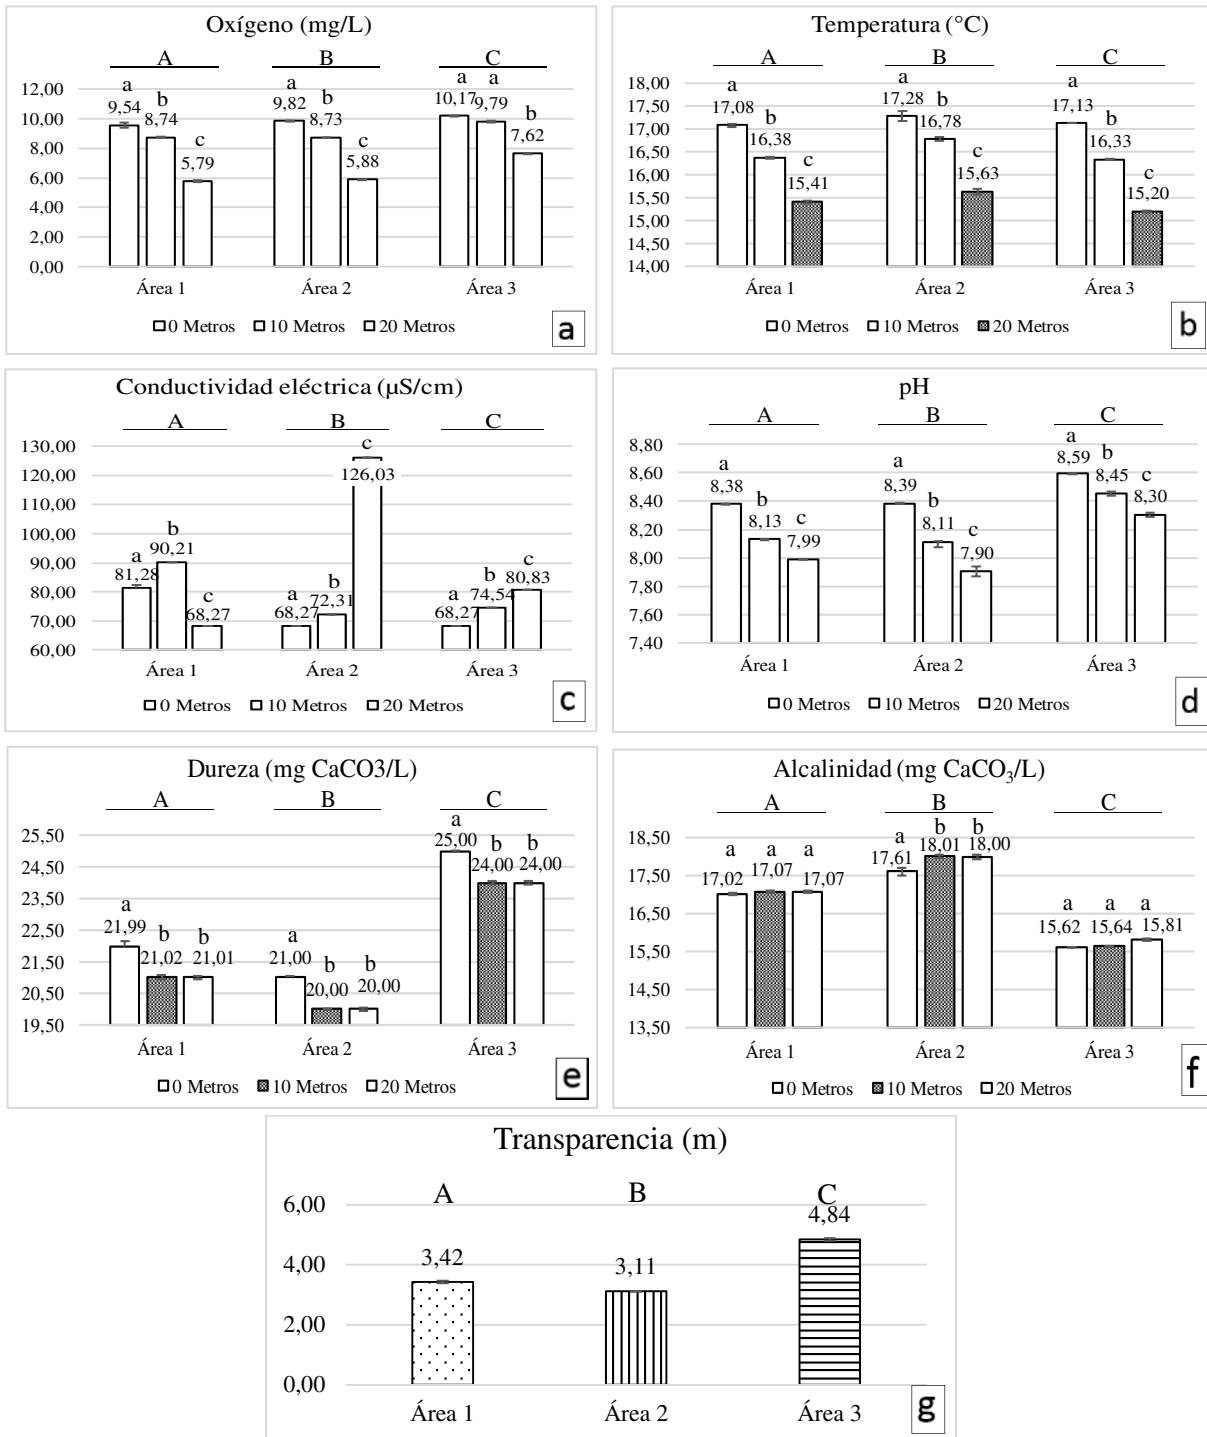 Oxígeno (mg/L)
A B C
a b c a b c a a b
9,54 8,74 5,79 9,82 8,73 5,88 10,17 9,79 7,62
12,00
10,00
8,00
6,00
4,00
2,00
0,00
Área 1 Área 2 Área 3
0 Metros 10 Metros 20 Metros
a
Temperatura (°C)
A B C
a b c a b c a b c
17,08 16,38 15,41 17,28 16,78 15,63 17,13 16,33 15,20
18,00
17,50
17,00
16,50
16,00
15,50
15,00
14,50
14,00
Área 1 Área 2 Área 3
0 Metros 10 Metros 20 Metros
b
Conductividad eléctrica (µS/cm)
A B C
a b c a b c a b c
81,28 90,21 68,27 68,27 72,31 126,03 68,27 74,54 80,83
130,00
120,00
110,00
100,00
90,00
80,00
70,00
60,00
Área 1 Área 2 Área 3
0 Metros 10 Metros 20 Metros
c
pH
A B C
a b c a b c a b c
8,38 8,13 7,99 8,39 8,11 7,90 8,59 8,45 8,30
8,80
8,60
8,40
8,20
8,00
7,80
7,60
7,40
Área 1 Área 2 Área 3
0 Metros 10 Metros 20 Metros
d
Dureza (mg CaCO3/L)
A B C
a b b a b b a b b
21,99 21,02 21,01 21,00 20,00 20,00 25,00 24,00 24,00
25,50
24,50
23,50
22,50
21,50
20,50
19,50
Área 1 Área 2 Área 3
0 Metros 10 Metros 20 Metros
e
Alcalinidad (mg CaCO₃/L)
A B C
a a a a b b a a a
17,02 17,07 17,07 17,61 18,01 18,00 15,62 15,64 15,81
18,50
17,50
16,50
15,50
14,50
13,50
Área 1 Área 2 Área 3
0 Metros 10 Metros 20 Metros
f
Transparencia (m)
A B C
3,42 3,11 4,84
6,00
4,00
2,00
0,00
Área 1 Área 2 Área 3
g